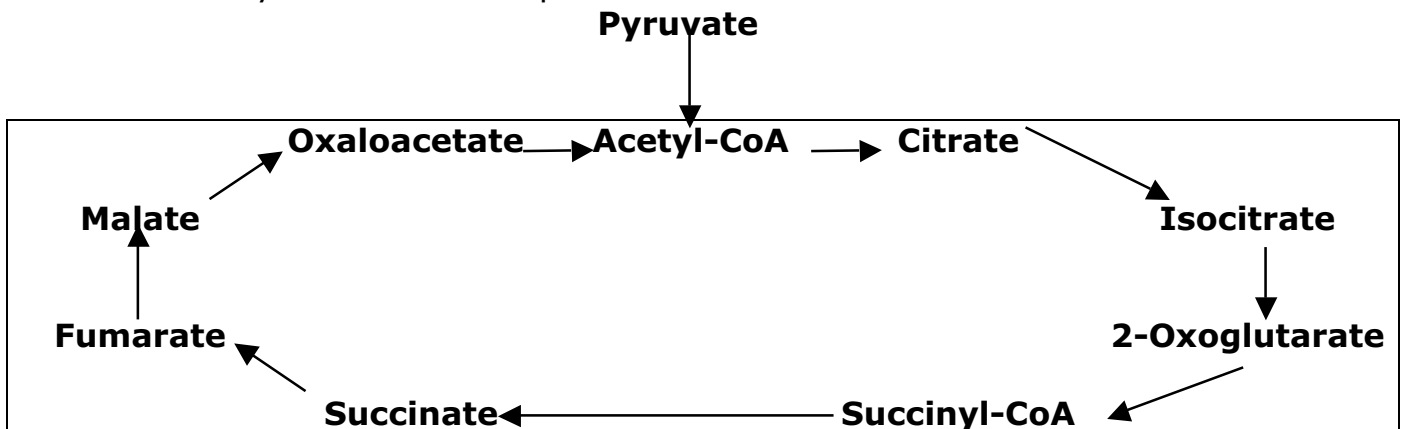 Pyruvate
Oxaloacetate Acetyl-CoA Citrate
Malate Isocitrate
Fumarate 2-Oxoglutarate
Succinate Succinyl-CoA